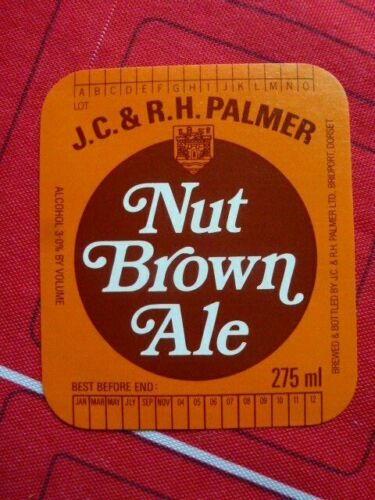 A B C D E F G H I J K L M N O
LOT
J.C. & R.H. PALMER
Nut
Brown
Ale
ALCOHOL 3·0% BY VOLUME
BREWED & BOTTLED BY J.C. & R.H. PALMER LTD., BRIDPORT, DORSET
275 ml
BEST BEFORE END:
JAN MAR MAY JLY SEP NOV 04 05 06 07 08 09 10 11 12